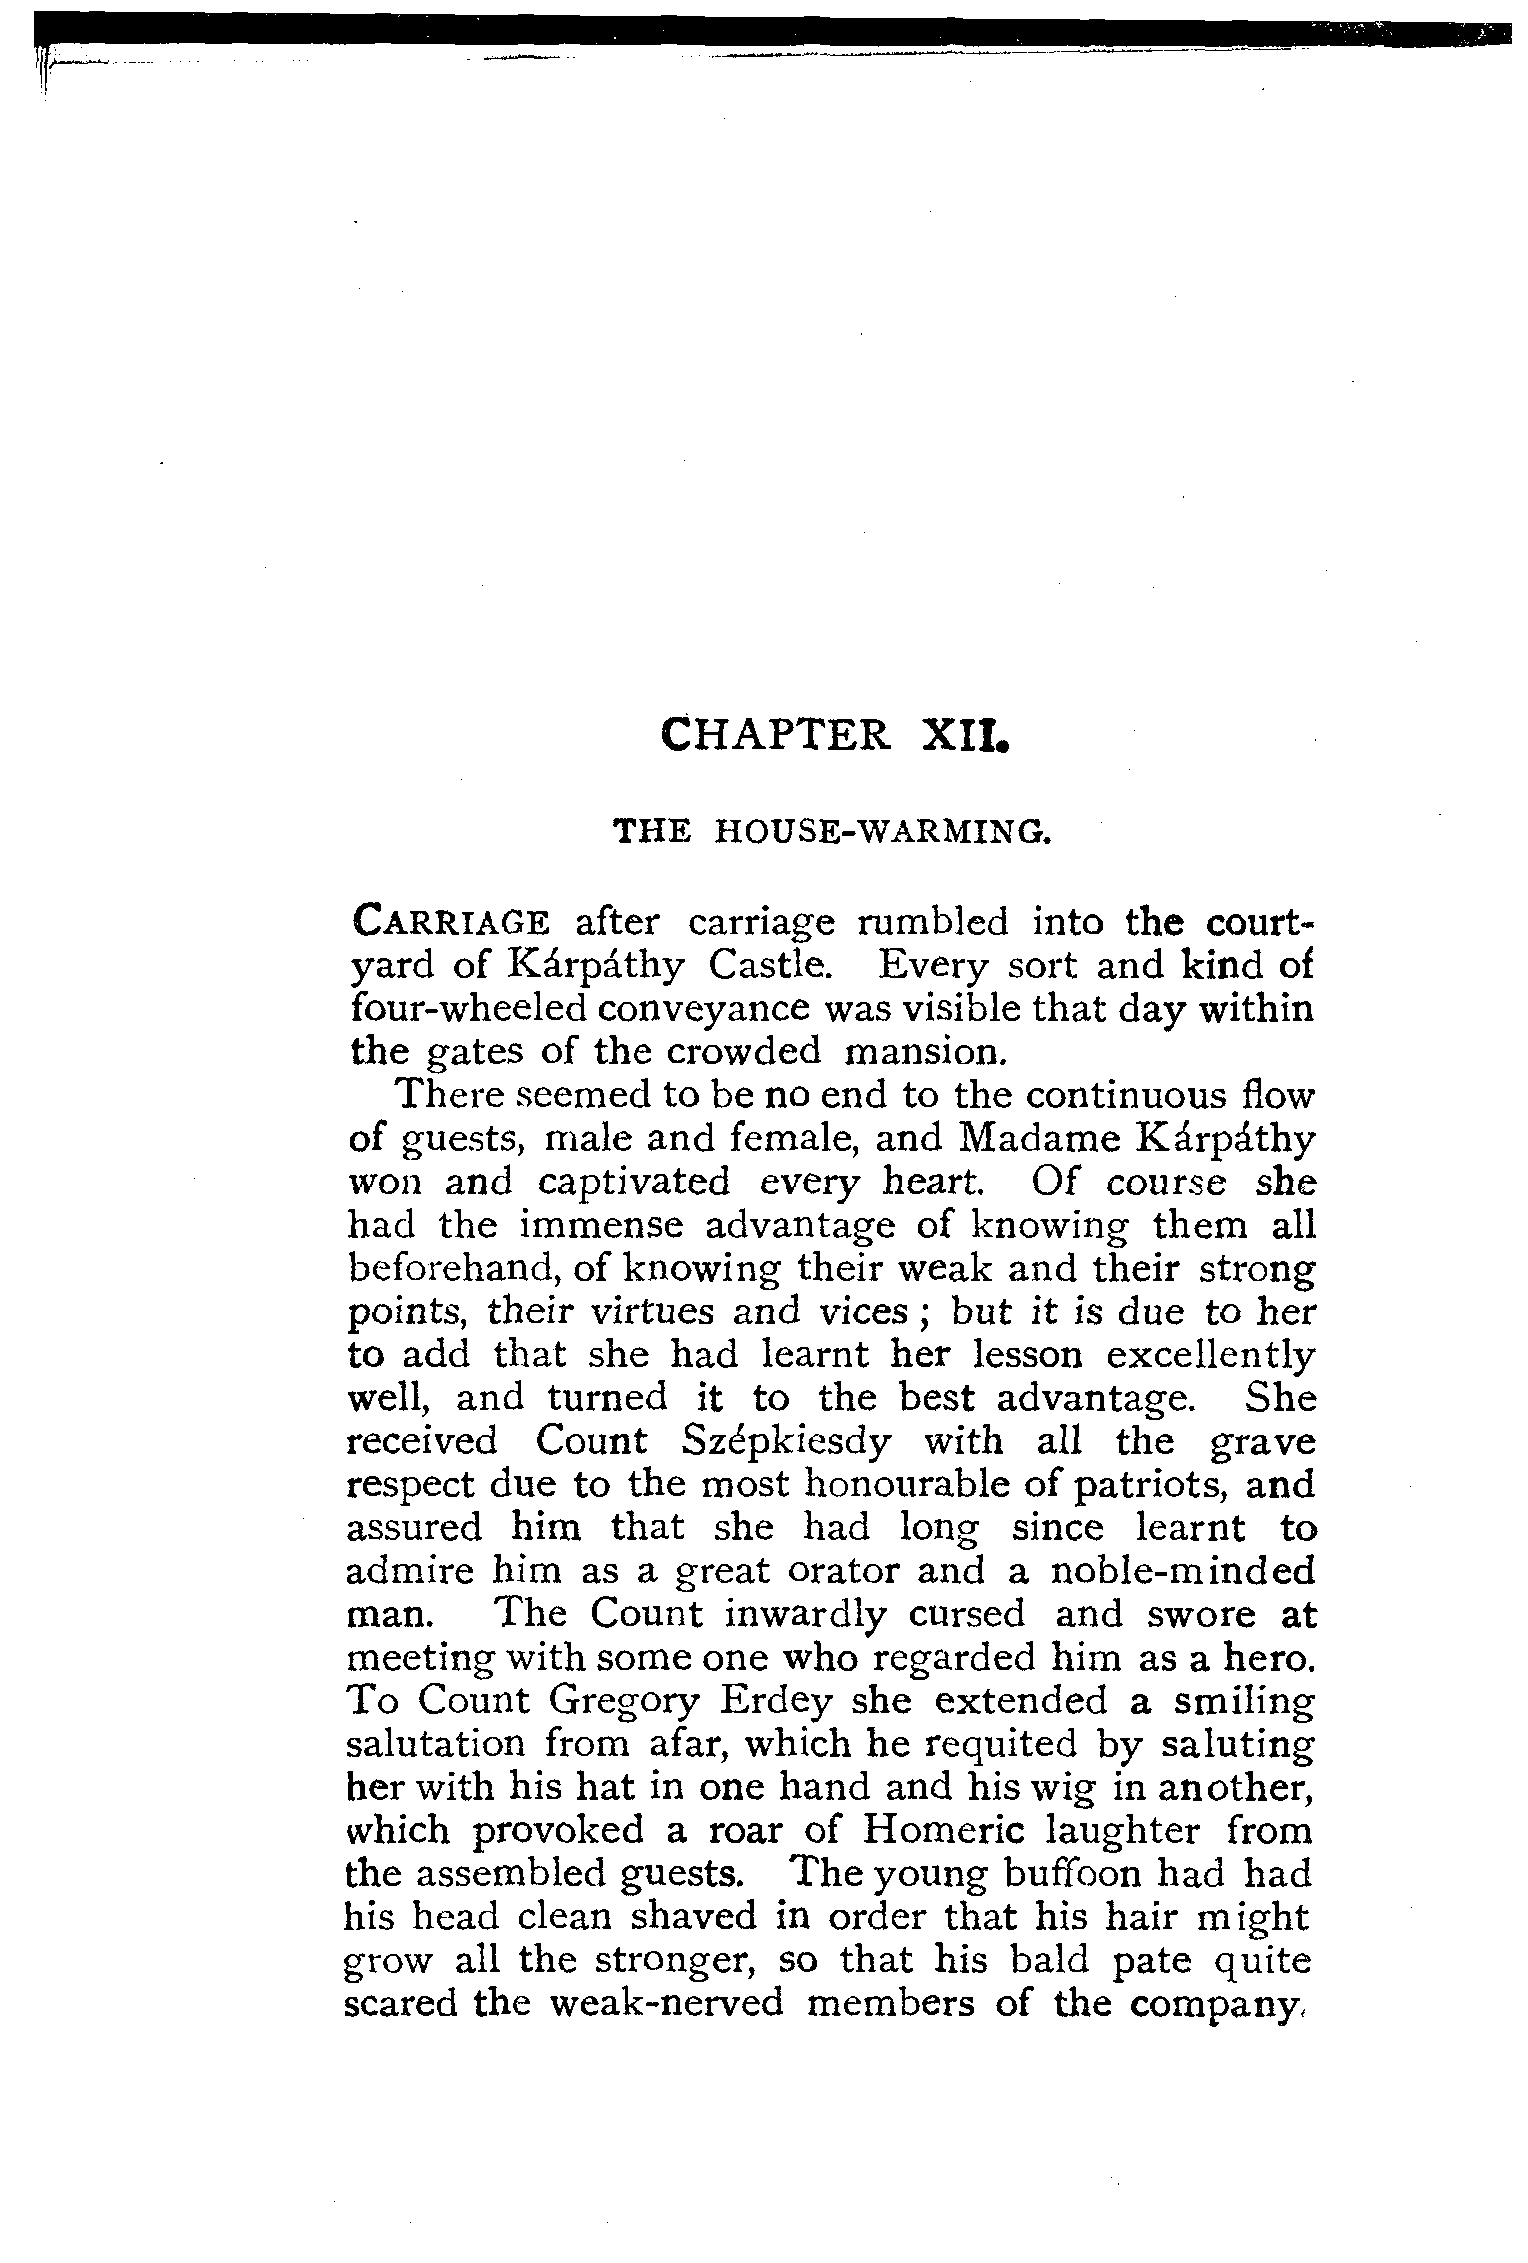 CHAPTER XII.
THE HOUSE-WARMING.
CARRIAGE after carriage rumbled into the court-
yard of Kárpáthy Castle. Every sort and kind of
four-wheeled conveyance was visible that day within
the gates of the crowded mansion.
There seemed to be no end to the continuous flow
of guests, male and female, and Madame Kárpáthy
won and captivated every heart. Of course she
had the immense advantage of knowing them all
beforehand, of knowing their weak and their strong
points, their virtues and vices ; but it is due to her
to add that she had learnt her lesson excellently
well, and turned it to the best advantage. She
received Count Szépkiesdy with all the grave
respect due to the most honourable of patriots, and
assured him that she had long since learnt to
admire him as a great orator and a noble-minded
man. The Count inwardly cursed and swore at
meeting with some one who regarded him as a hero.
To Count Gregory Erdey she extended a smiling
salutation from afar, which he requited by saluting
her with his hat in one hand and his wig in another,
which provoked a roar of Homeric laughter from
the assembled guests. The young buffoon had had
his head clean shaved in order that his hair might
grow all the stronger, so that his bald pate quite
scared the weak-nerved members of the company.